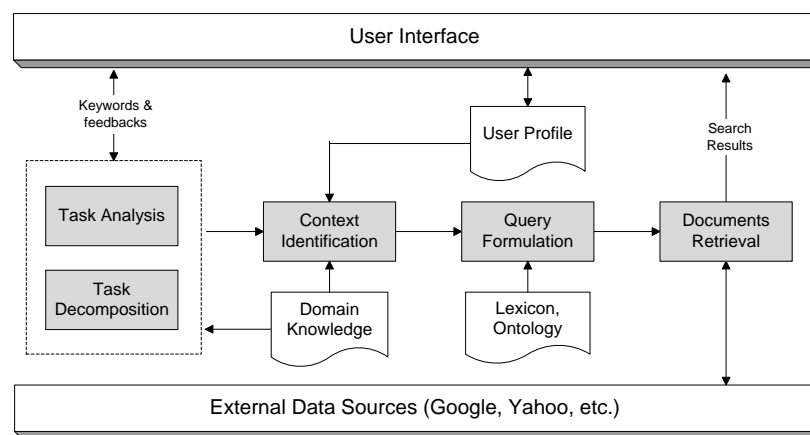 User Interface
Keywords &
feedbacks
User Profile
Search
Results
Task Analysis
Context
Identification
Query
Formulation
Documents
Retrieval
Task
Decomposition
Domain
Knowledge
Lexicon,
Ontology
External Data Sources (Google, Yahoo, etc.)